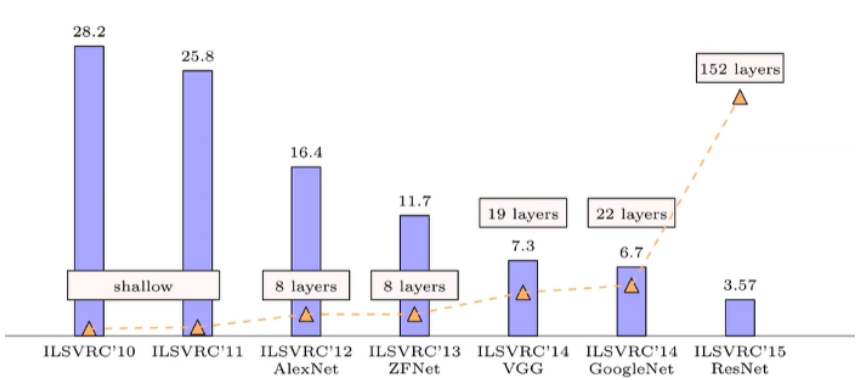 28.2
25.8
16.4
11.7
7.3
6.7
3.57
152 layers
19 layers
22 layers
shallow
8 layers
8 layers
ILSVRC'10
ILSVRC'11
ILSVRC'12
AlexNet
ILSVRC'13
ZFNet
ILSVRC'14
VGG
ILSVRC'14
GoogleNet
ILSVRC'15
ResNet